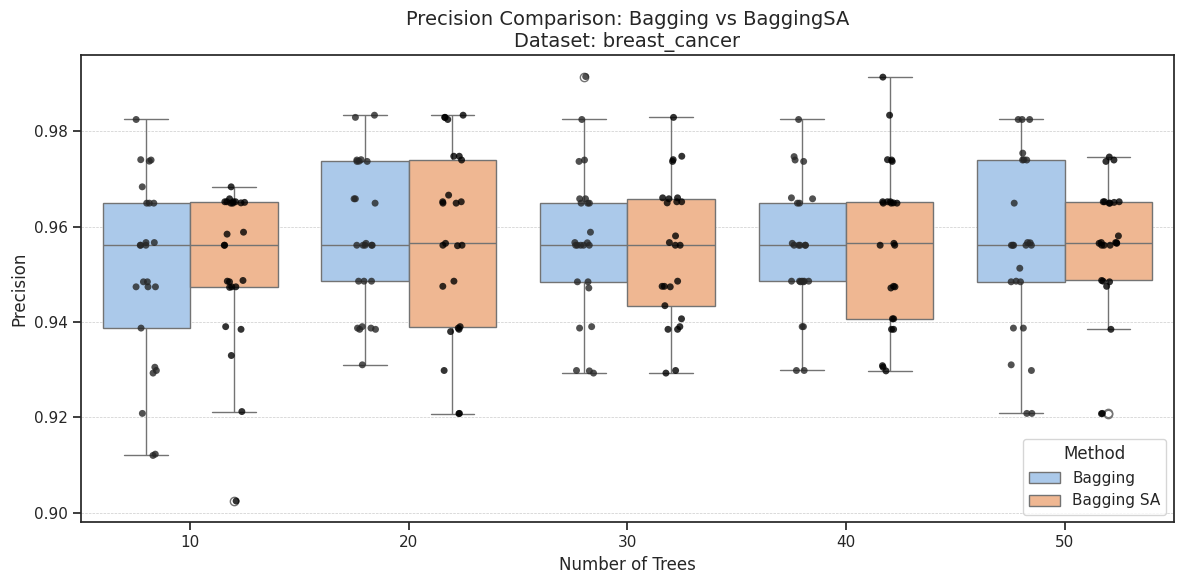 Precision Comparison: Bagging vs BaggingSA
Dataset: breast_cancer
Precision
0.98
0.96
0.94
0.92
0.90
10
20
30
40
50
Number of Trees
Method
Bagging
Bagging SA